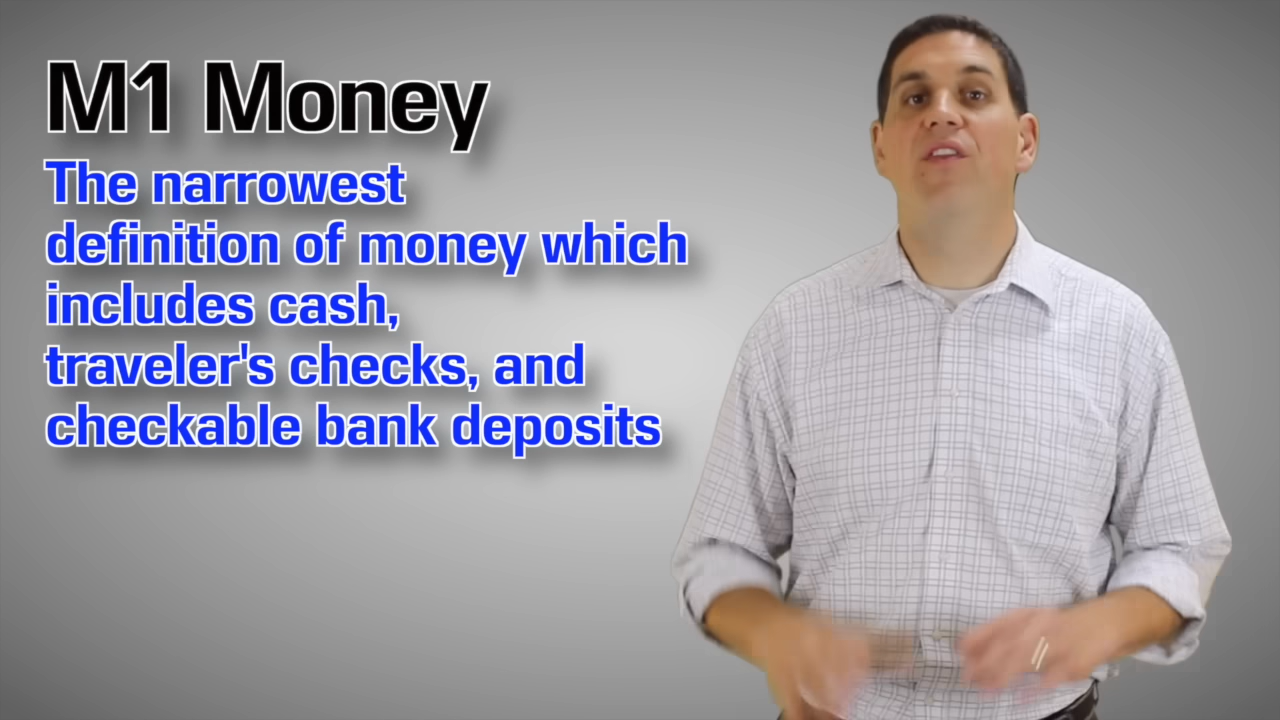 M1 Money
The narrowest
definition of money which
includes cash,
traveler's checks, and
checkable bank deposits